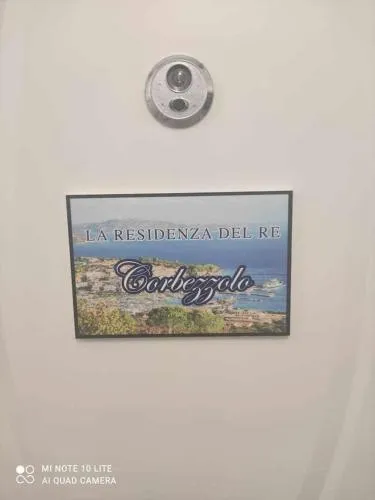 LA RESIDENZA DEL RE
Corbezzolo
MI NOTE 10 LITE
AI QUAD CAMERA